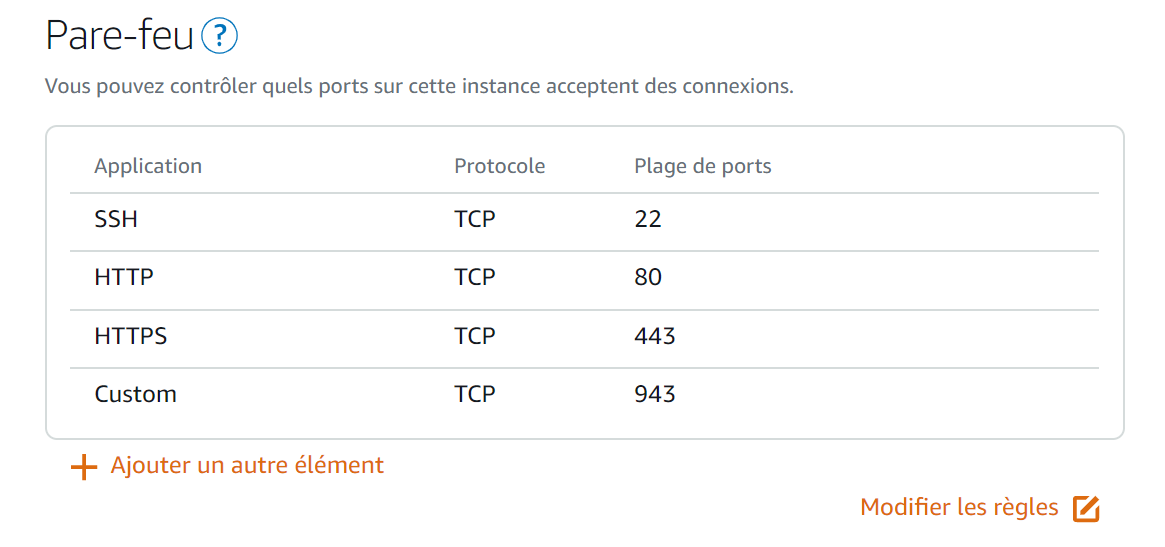 Pare-feu ?
Vous pouvez contrôler quels ports sur cette instance acceptent des connexions.
Application Protocole Plage de ports
SSH TCP 22
HTTP TCP 80
HTTPS TCP 443
Custom TCP 943
Ajouter un autre élément
Modifier les règles